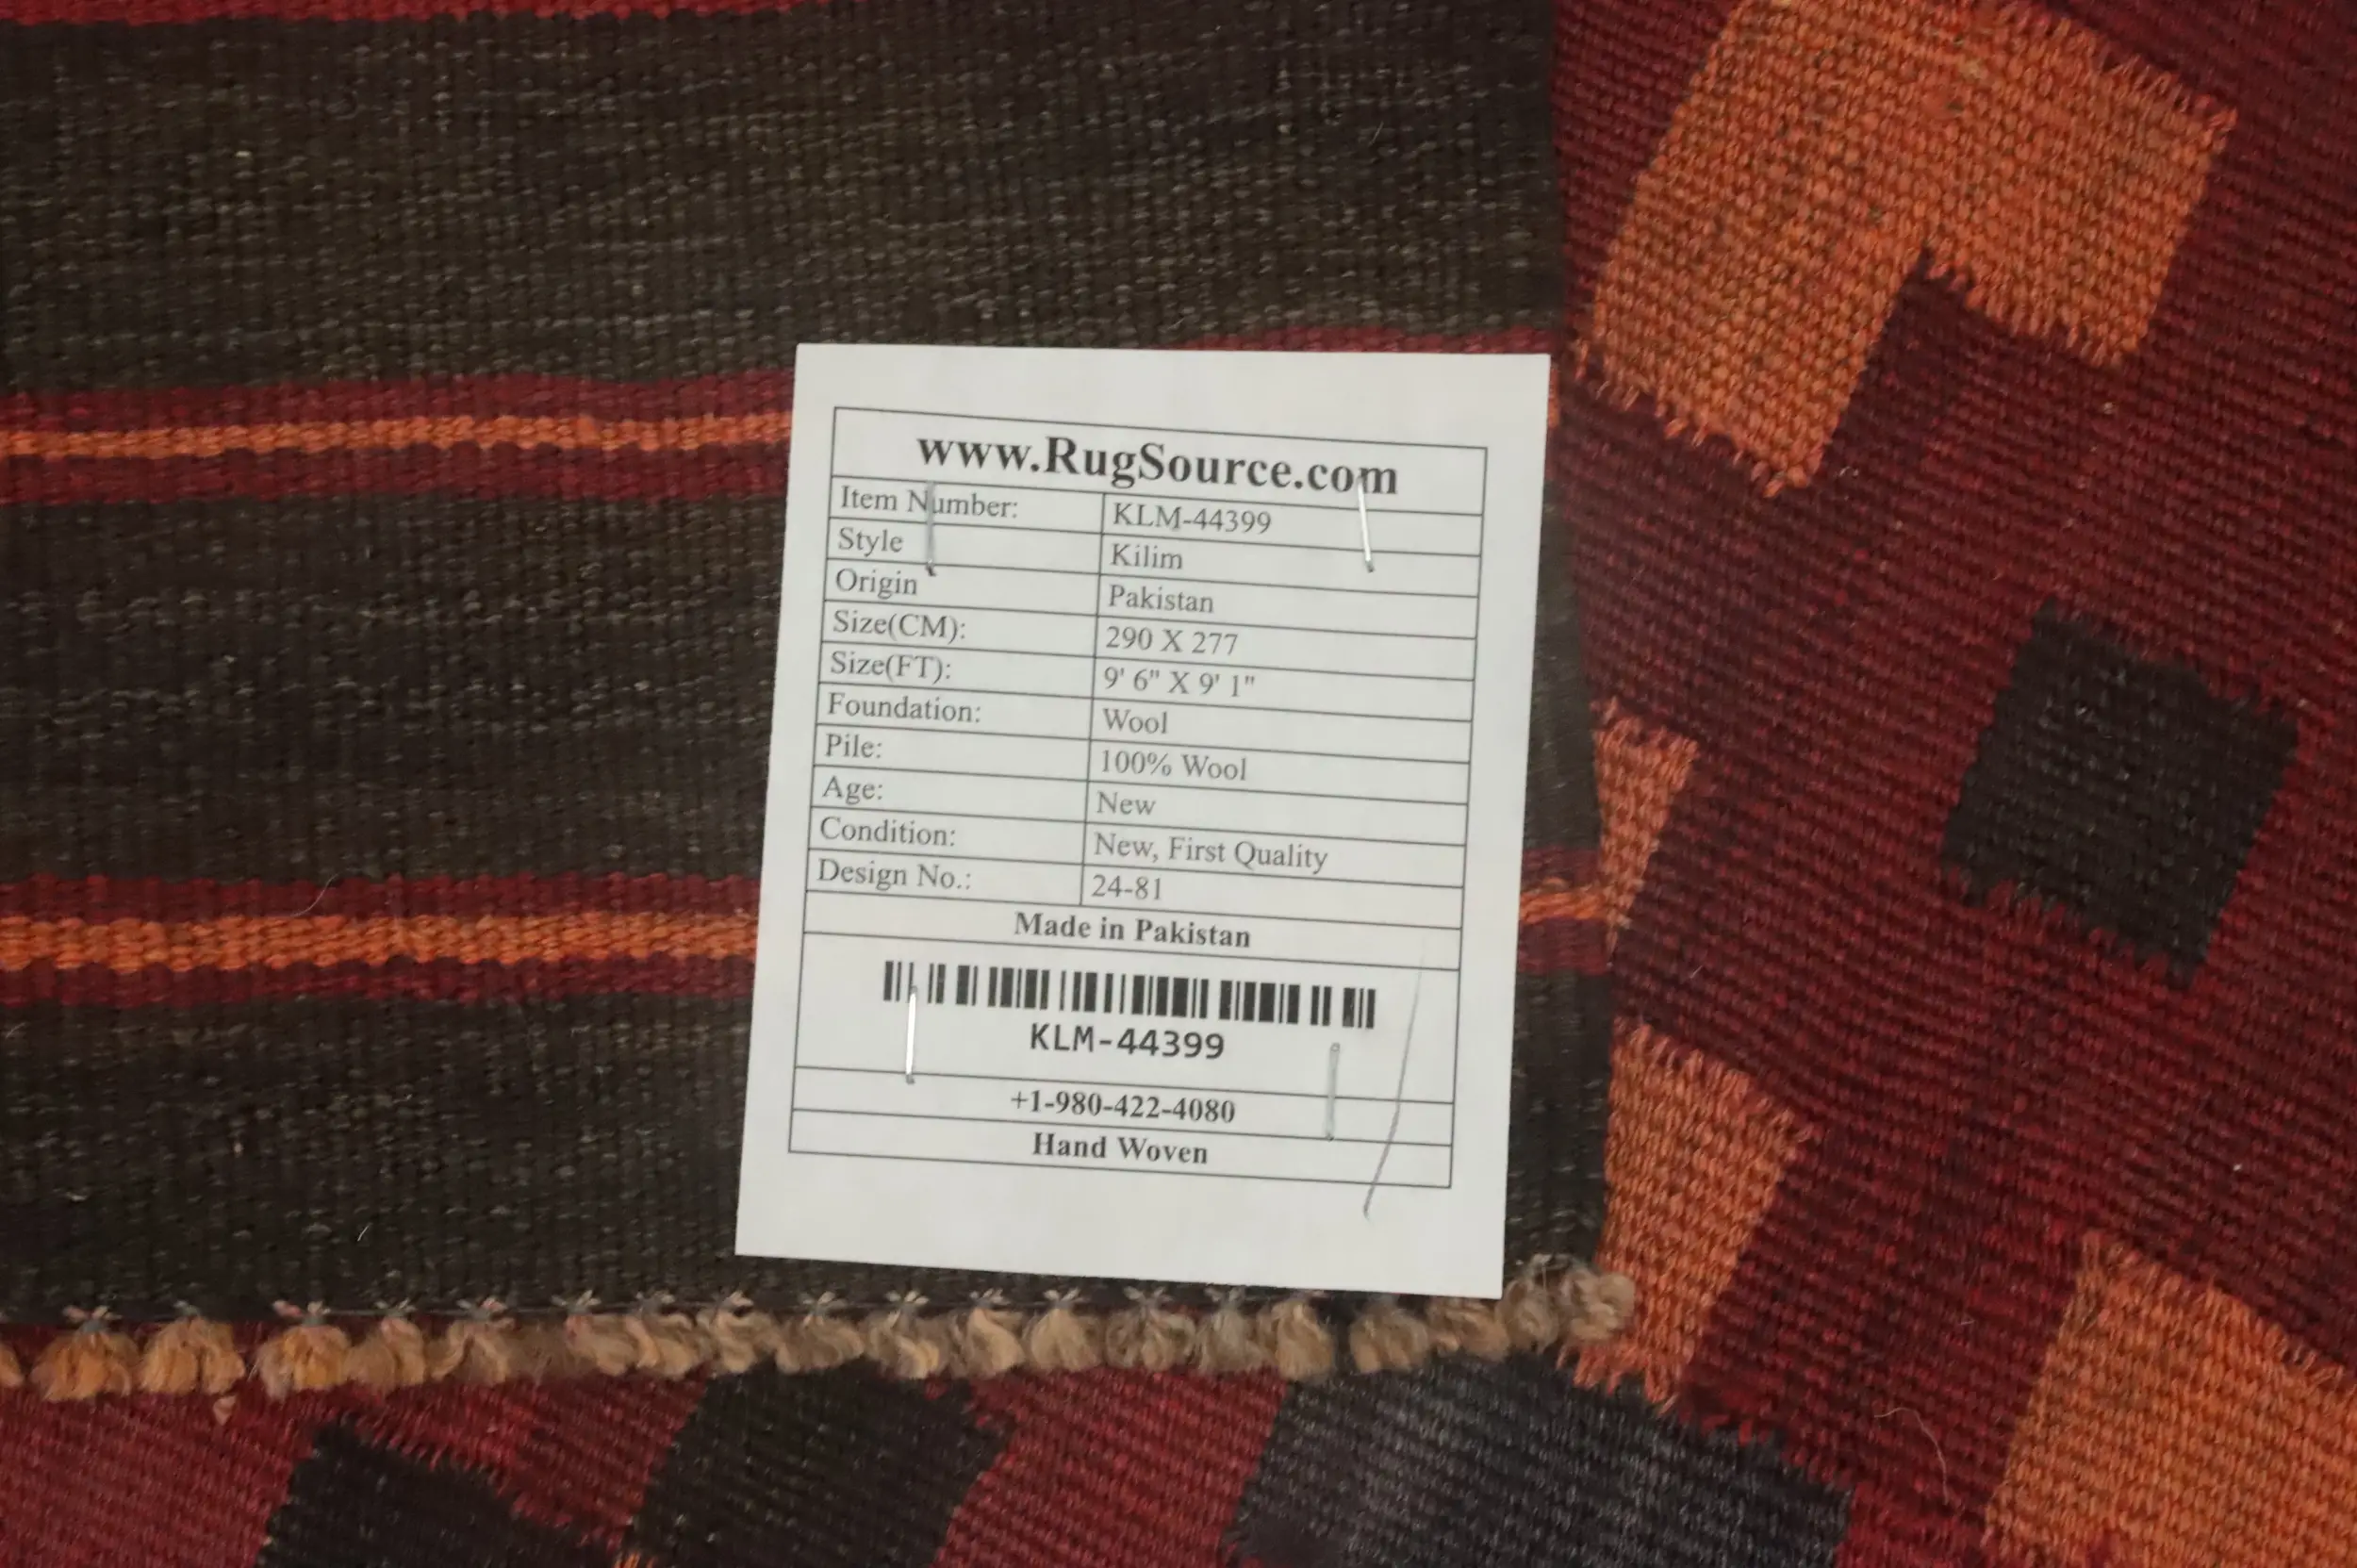 www.RugSource.com
Item Number: KLM-44399
Style Kilim
Origin Pakistan
Size(CM): 290 X 277
Size(FT): 9' 6" X 9' 1"
Foundation: Wool
Pile: 100% Wool
Age: New
Condition: New, First Quality
Design No.: 24-81
Made in Pakistan
KLM-44399
+1-980-422-4080
Hand Woven